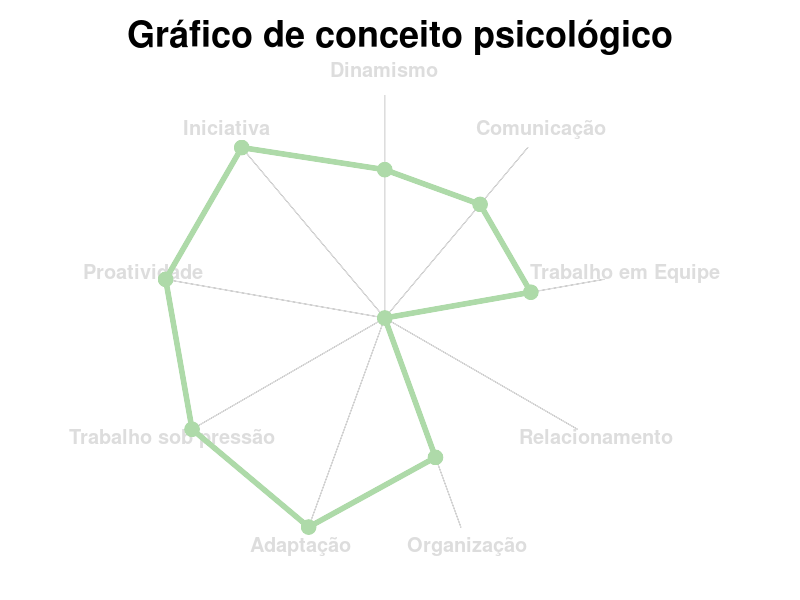 Gráfico de conceito psicológico
Dinamismo
Iniciativa
Comunicação
Proatividade
Trabalho em Equipe
Trabalho sob pressão
Relacionamento
Adaptação
Organização